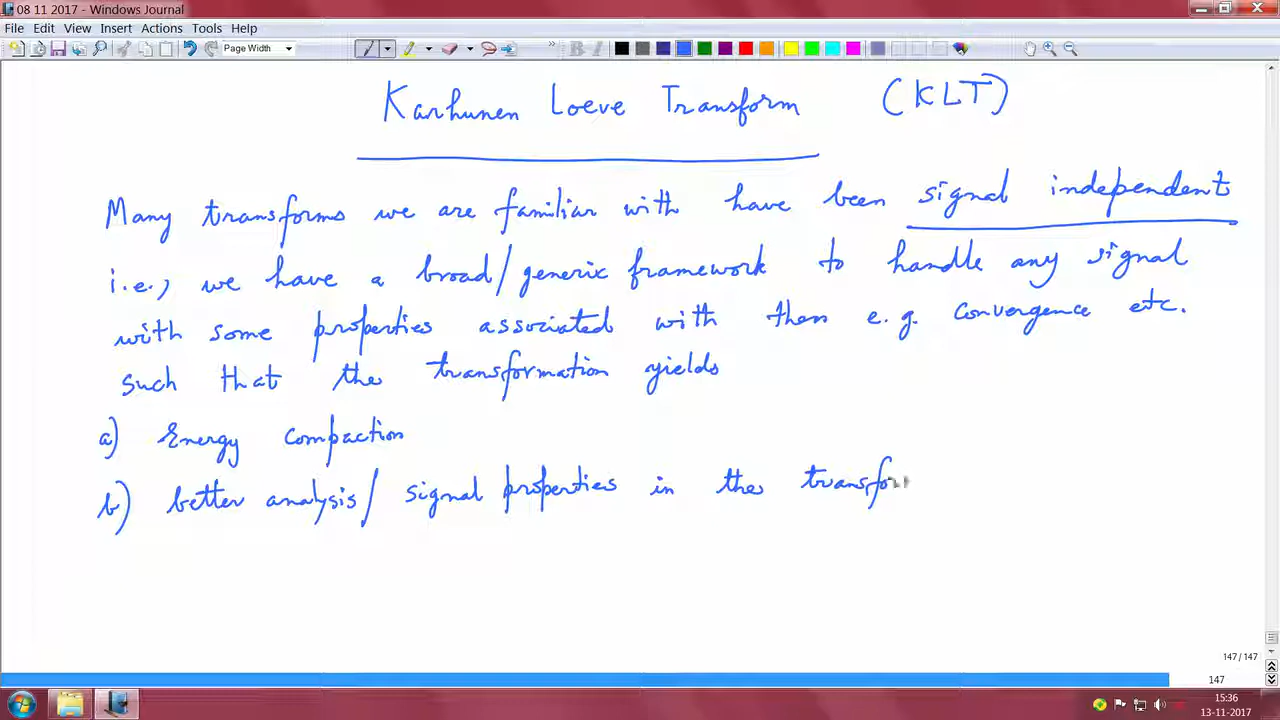 08 11 2017 - Windows Journal
File Edit View Insert Actions Tools Help
Page Width
Karhunen Loeve Transform (KLT)
Many transforms we are familiar with have been signal independent
i.e., we have a broad/generic framework to handle any signal
with some properties associated with them e.g. convergence etc.
such that the transformation yields
a) Energy compaction
b) better analysis/ signal properties in the transfo
147/147
147
15:36
13-11-2017